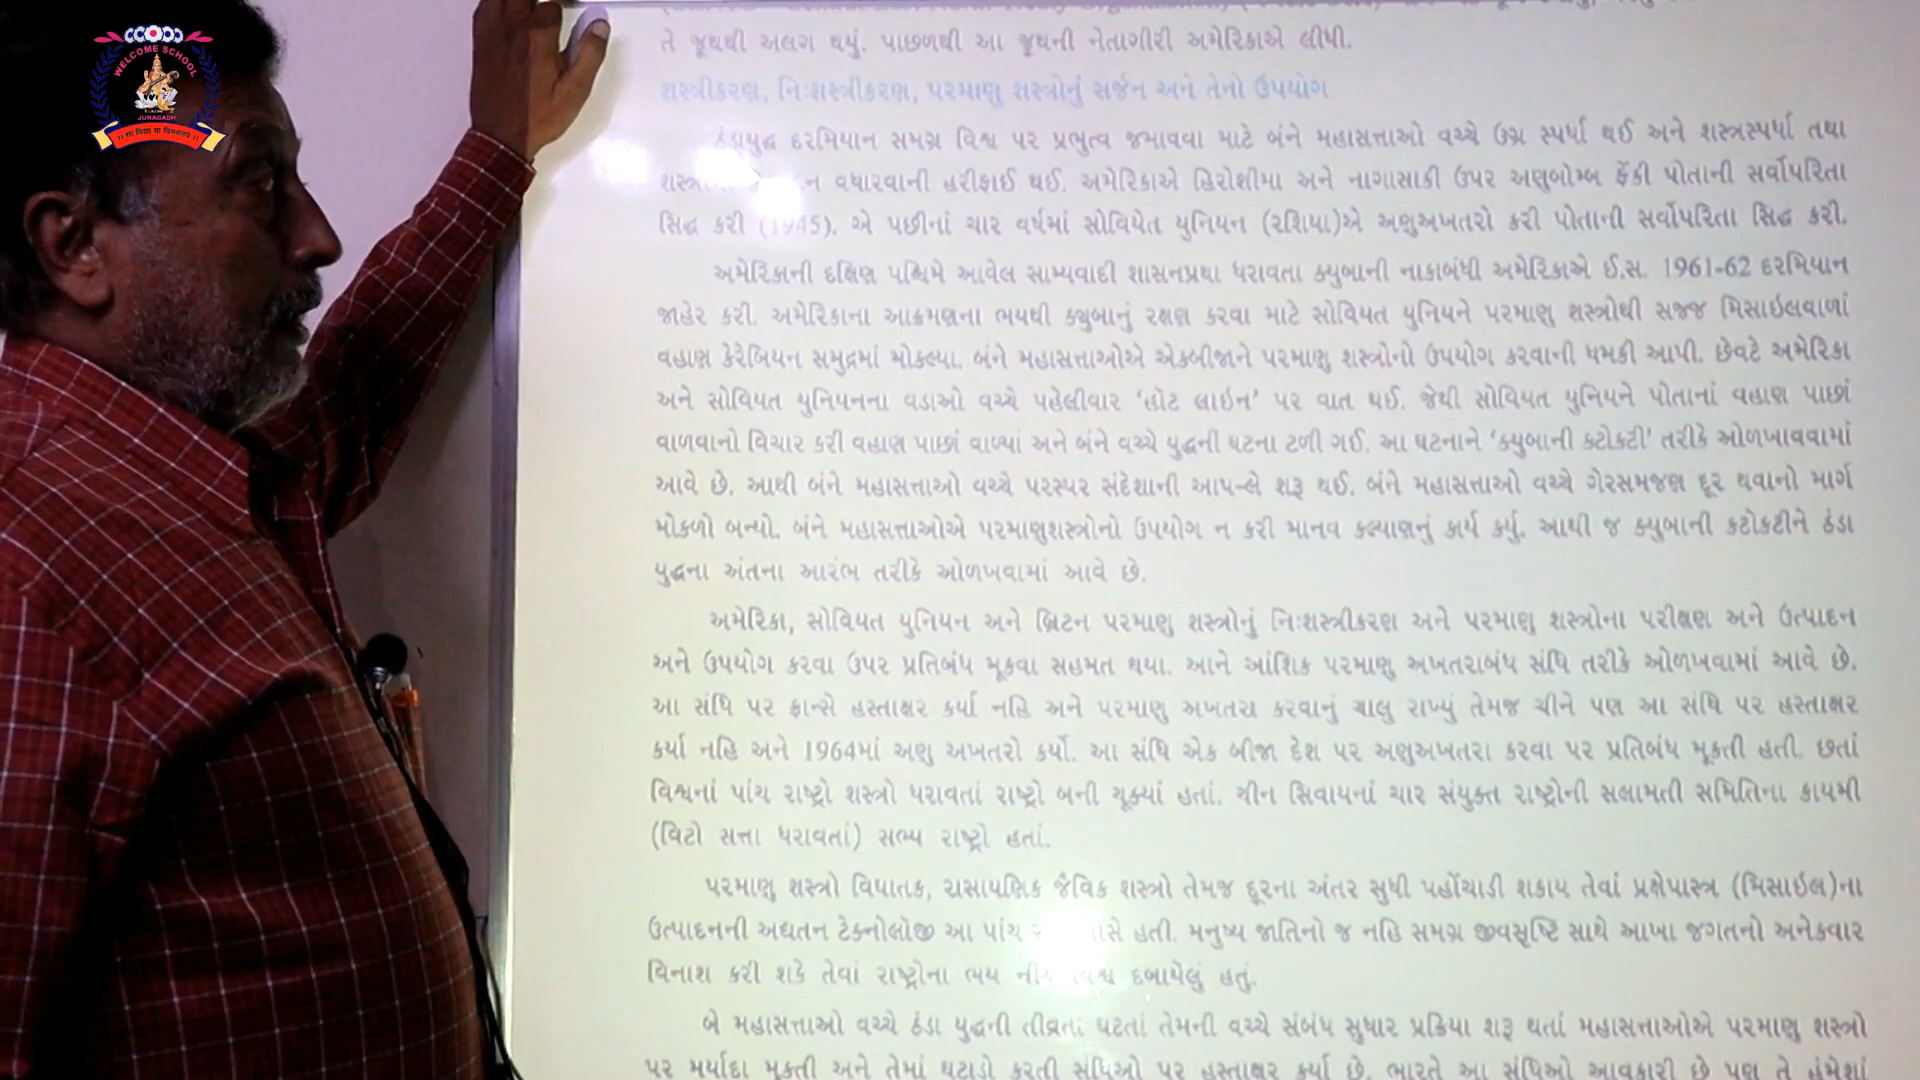 WELCOME SCHOOL
JUNAGADH
॥ सा विद्या या विमुक्तये ॥
તે જૂથથી અલગ થયું. પાછળથી આ જૂથની નેતાગીરી અમેરિકાએ લીધી.
શસ્ત્રીકરણ, નિઃશસ્ત્રીકરણ, પરમાણુ શસ્ત્રોનું સર્જન અને તેનો ઉપયોગ
ઠંડાયુદ્ધ દરમિયાન સમગ્ર વિશ્વ પર પ્રભુત્વ જમાવવા માટે બંને મહાસત્તાઓ વચ્ચે ઉગ્ર સ્પર્ધા થઈ અને શસ્ત્રસ્પર્ધા તથા
વધારવાની હરીફાઈ થઈ. અમેરિકાએ હિરોશીમા અને નાગાસાકી ઉપર અણુબોમ્બ ફેંકી પોતાની સર્વોપરિતા
સિદ્ધ કરી (1945). એ પછીનાં ચાર વર્ષમાં સોવિયેત યુનિયન (રશિયા)એ અણુઅખતરો કરી પોતાની સર્વોપરિતા સિદ્ધ કરી.
અમેરિકાની દક્ષિણ પશ્ચિમે આવેલ સામ્યવાદી શાસનપ્રથા ધરાવતા ક્યુબાની નાકાબંધી અમેરિકાએ ઈ.સ. 1961-62 દરમિયાન
જાહેર કરી. અમેરિકાના આક્રમણના ભયથી ક્યુબાનું રક્ષણ કરવા માટે સોવિયત યુનિયને પરમાણુ શસ્ત્રોથી સજ્જ મિસાઇલવાળાં
વહાણ કેરેબિયન સમુદ્રમાં મોકલ્યા. બંને મહાસત્તાઓએ એકબીજાને પરમાણુ શસ્ત્રોનો ઉપયોગ કરવાની ધમકી આપી. છેવટે અમેરિકા
અને સોવિયત યુનિયનના વડાઓ વચ્ચે પહેલીવાર ‘હૉટ લાઇન’ પર વાત થઈ. જેથી સોવિયત યુનિયને પોતાનાં વહાણ પાછાં
વાળવાનો વિચાર કરી વહાણ પાછાં વાળ્યાં અને બંને વચ્ચે યુદ્ધની ઘટના ટળી ગઈ. આ ઘટનાને ‘ક્યુબાની કટોકટી’ તરીકે ઓળખાવવામાં
આવે છે. આથી બંને મહાસત્તાઓ વચ્ચે પરસ્પર સંદેશાની આપ-લે શરૂ થઈ. બંને મહાસત્તાઓ વચ્ચે ગેરસમજણ દૂર થવાનો માર્ગ
મોકળો બન્યો. બંને મહાસત્તાઓએ પરમાણુશસ્ત્રોનો ઉપયોગ ન કરી માનવ કલ્યાણનું કાર્ય કર્યું. આથી જ ક્યુબાની કટોકટીને ઠંડા
યુદ્ધના અંતના આરંભ તરીકે ઓળખવામાં આવે છે.
અમેરિકા, સોવિયત યુનિયન અને બ્રિટન પરમાણુ શસ્ત્રોનું નિઃશસ્ત્રીકરણ અને પરમાણુ શસ્ત્રોના પરીક્ષણ અને ઉત્પાદન
અને ઉપયોગ કરવા ઉપર પ્રતિબંધ મૂકવા સહમત થયા. આને આંશિક પરમાણુ અખતરાબંધ સંધિ તરીકે ઓળખવામાં આવે છે.
આ સંધિ પર ફ્રાન્સે હસ્તાક્ષર કર્યા નહિ અને પરમાણુ અખતરા કરવાનું ચાલુ રાખ્યું તેમજ ચીને પણ આ સંધિ પર હસ્તાક્ષર
કર્યા નહિ અને 1964માં અણુ અખતરો કર્યો. આ સંધિ એક બીજા દેશ પર અણુઅખતરા કરવા પર પ્રતિબંધ મૂકતી હતી. છતાં
વિશ્વનાં પાંચ રાષ્ટ્રો શસ્ત્રો ધરાવતાં રાષ્ટ્રો બની ચૂક્યાં હતાં. ચીન સિવાયનાં ચાર સંયુક્ત રાષ્ટ્રોની સલામતી સમિતિના કાયમી
(વિટો સત્તા ધરાવતાં) સભ્ય રાષ્ટ્રો હતાં.
પરમાણુ શસ્ત્રો વિઘાતક, રાસાયણિક જૈવિક શસ્ત્રો તેમજ દૂરના અંતર સુધી પહોંચાડી શકાય તેવાં પ્રક્ષેપાસ્ત્ર (મિસાઇલ)ના
ઉત્પાદનની અદ્યતન ટેક્નોલૉજી આ પાંચ હતી. મનુષ્ય જાતિનો જ નહિ સમગ્ર જીવસૃષ્ટિ સાથે આખા જગતનો અનેકવાર
વિનાશ કરી શકે તેવાં રાષ્ટ્રોના ભય દબાયેલું હતું.
બે મહાસત્તાઓ વચ્ચે ઠંડા યુદ્ધની તીવ્રતા ઘટતાં તેમની વચ્ચે સંબંધ સુધાર પ્રક્રિયા શરૂ થતાં મહાસત્તાઓએ પરમાણુ શસ્ત્રો
પર મર્યાદા મૂકતી અને તેમાં ઘટાડો કરતી સંધિઓ પર હસ્તાક્ષર કર્યા છે. ભારતે આ સંધિઓ આવકારી છે પણ તે હંમેશાં